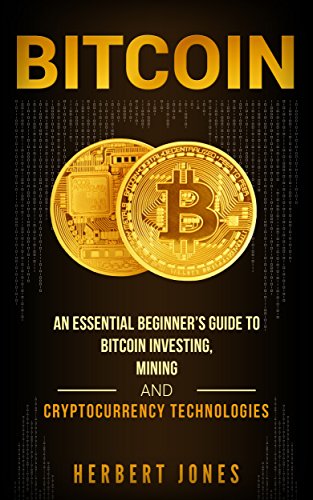 BITCOIN
AN ESSENTIAL BEGINNER'S GUIDE TO
BITCOIN INVESTING,
MINING
AND
CRYPTOCURRENCY TECHNOLOGIES
HERBERT JONES